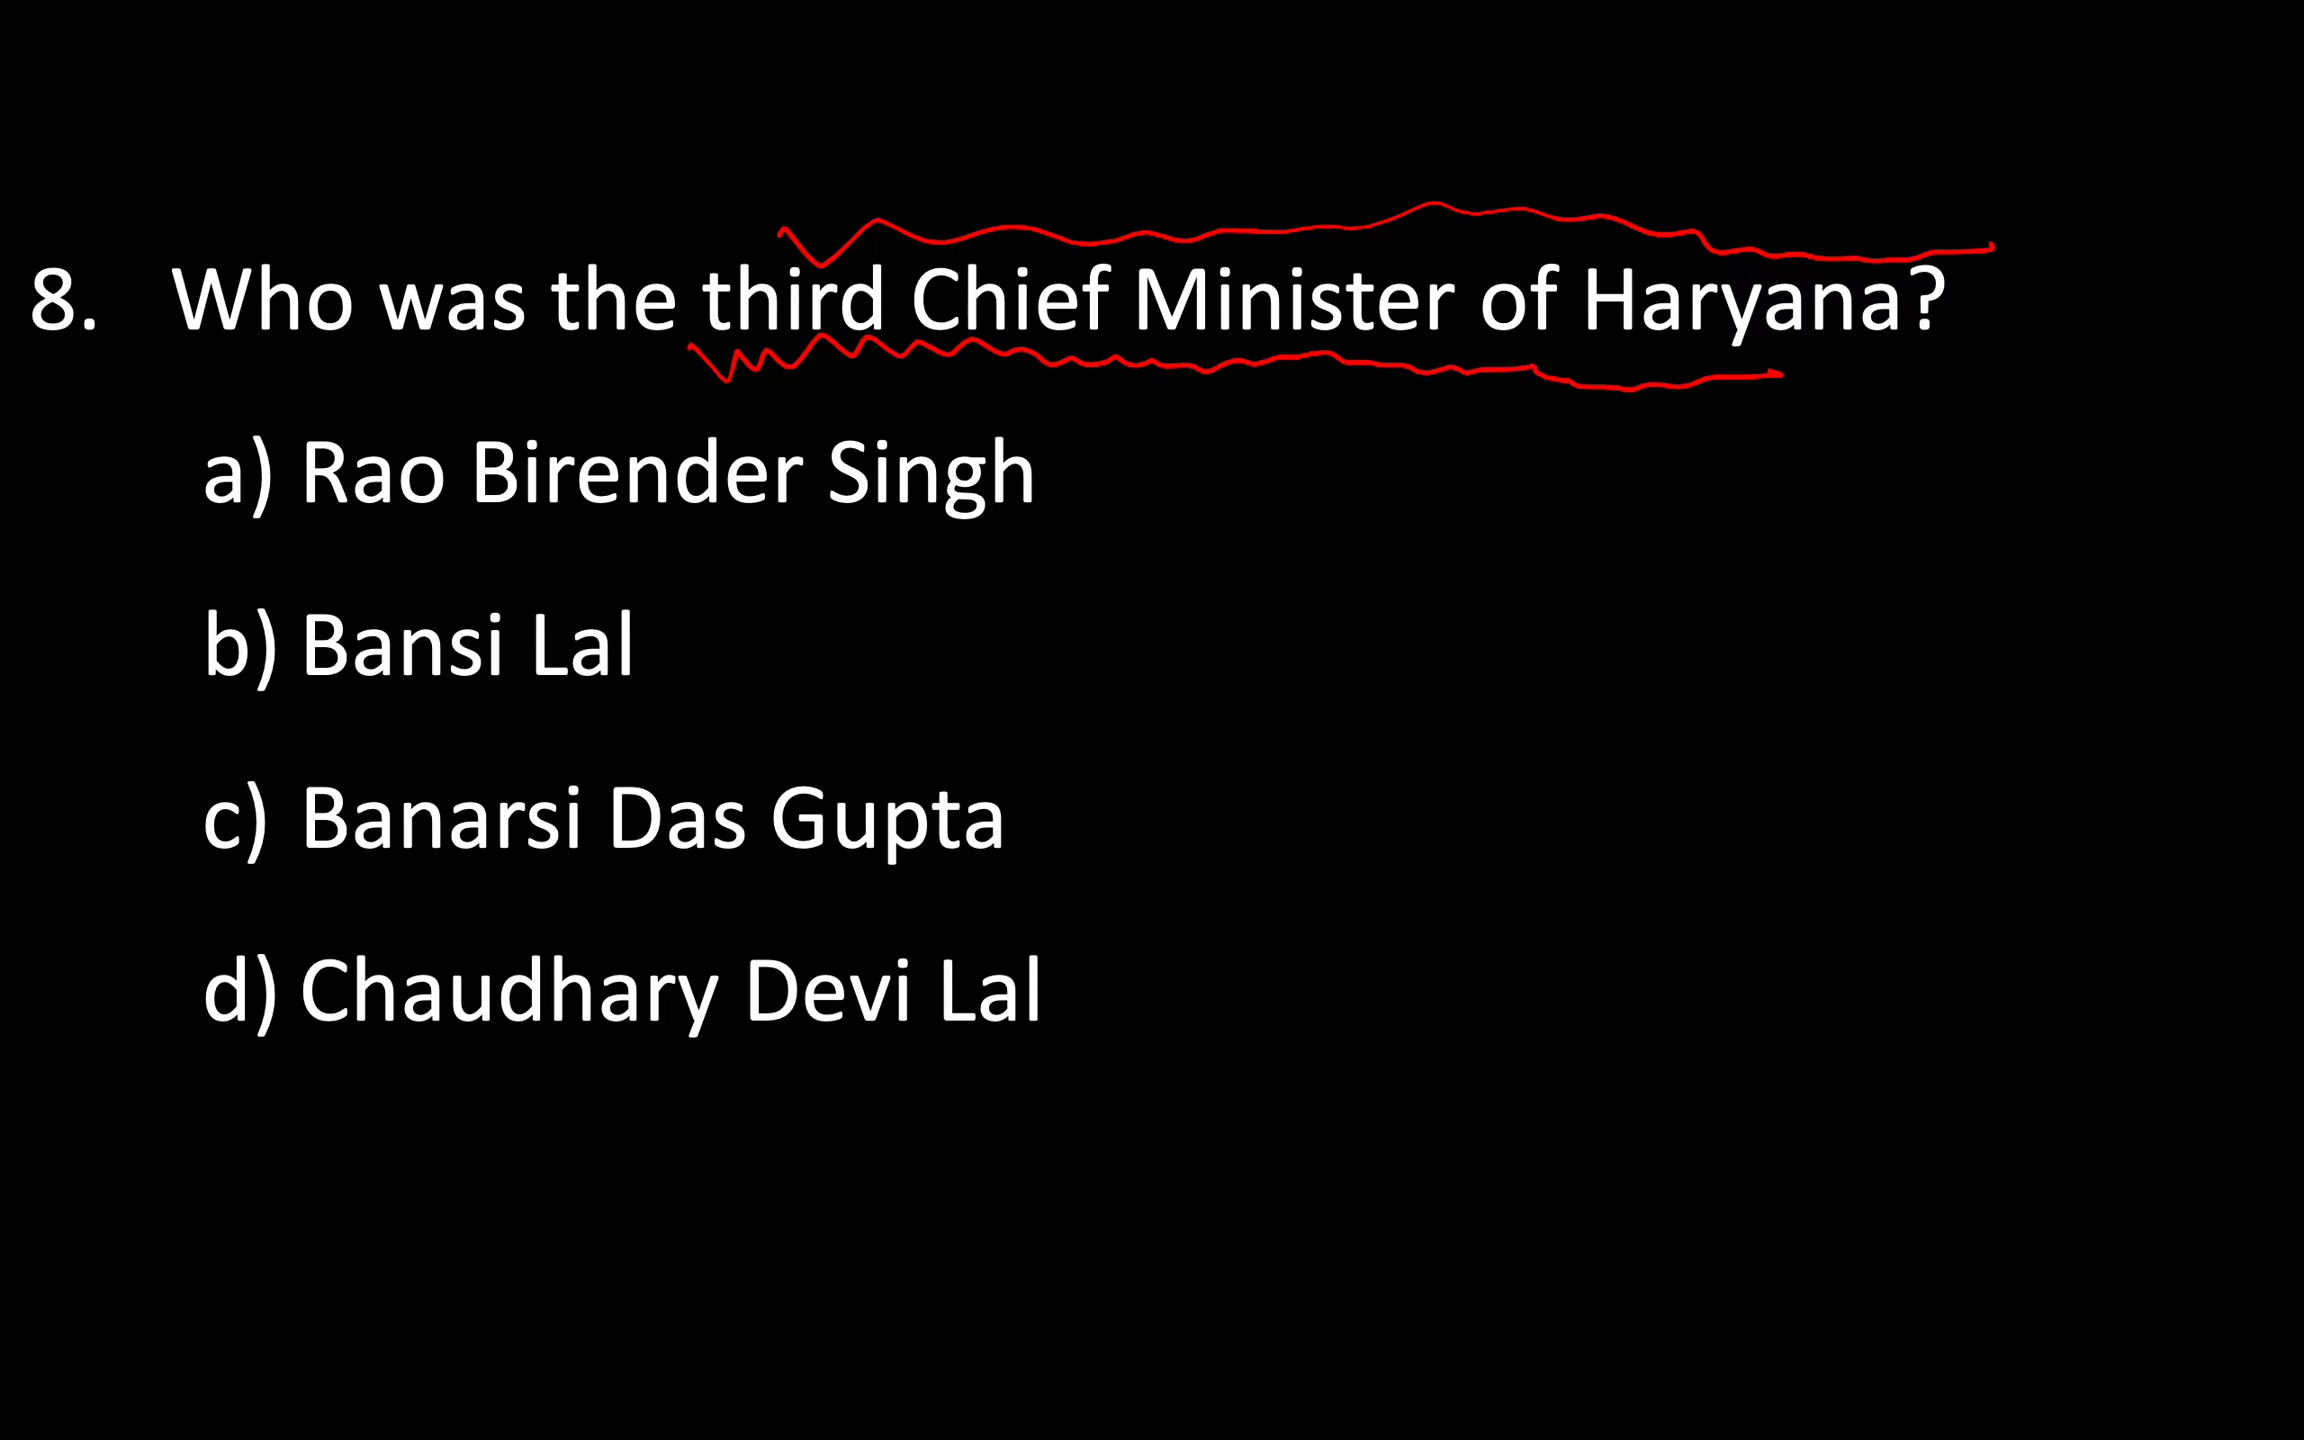 8. Who was the third Chief Minister of Haryana?
a) Rao Birender Singh
b) Bansi Lal
c) Banarsi Das Gupta
d) Chaudhary Devi Lal